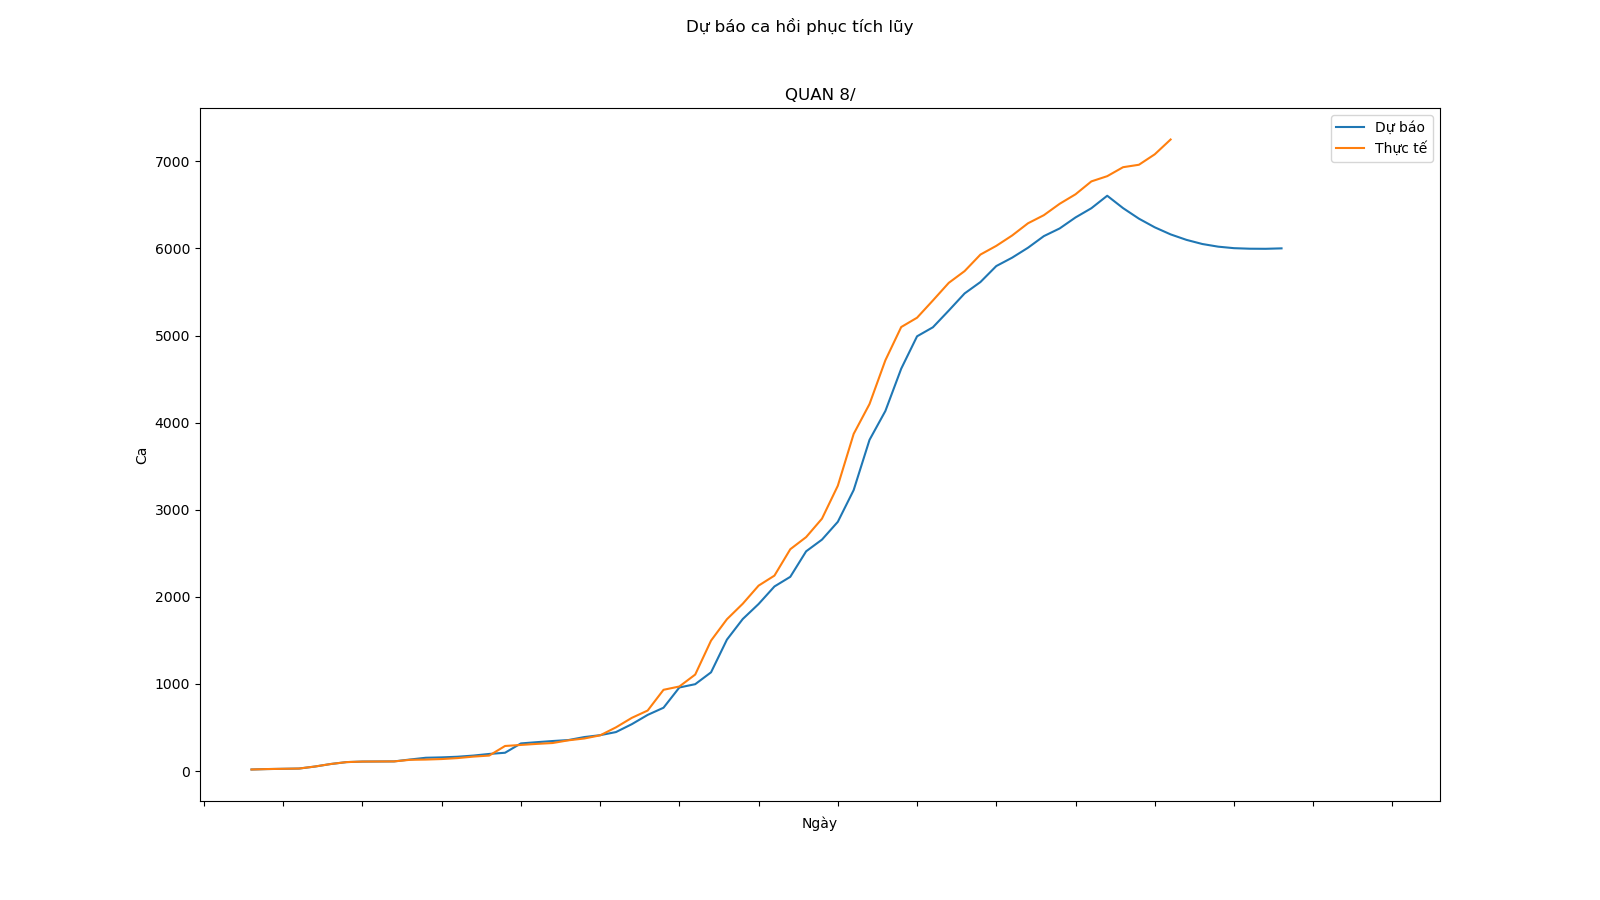 Dự báo ca hồi phục tích lũy
QUAN 8/
Dự báo
Thực tế
7000
6000
5000
4000
3000
2000
1000
0
Ca
Ngày